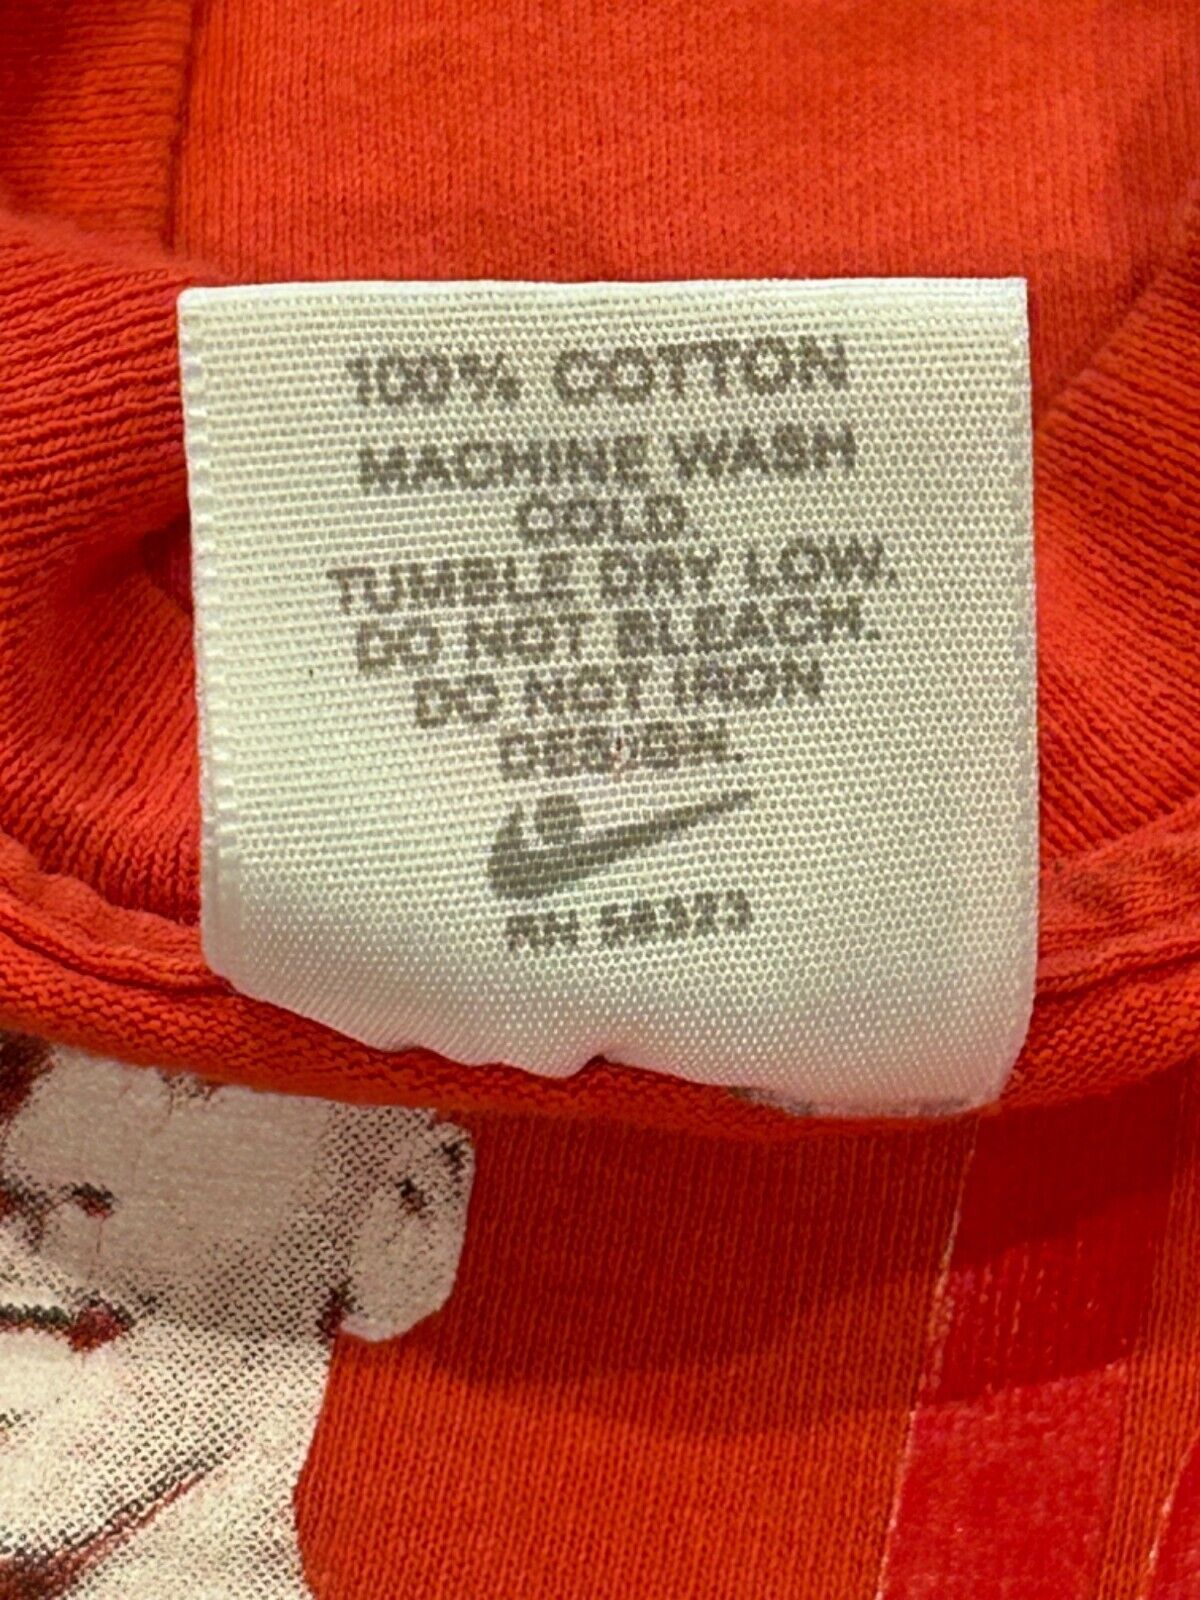 100% COTTON
MACHINE WASH
COLD.
TUMBLE DRY LOW.
DO NOT BLEACH.
DO NOT IRON
DESIGN.
RN 56323